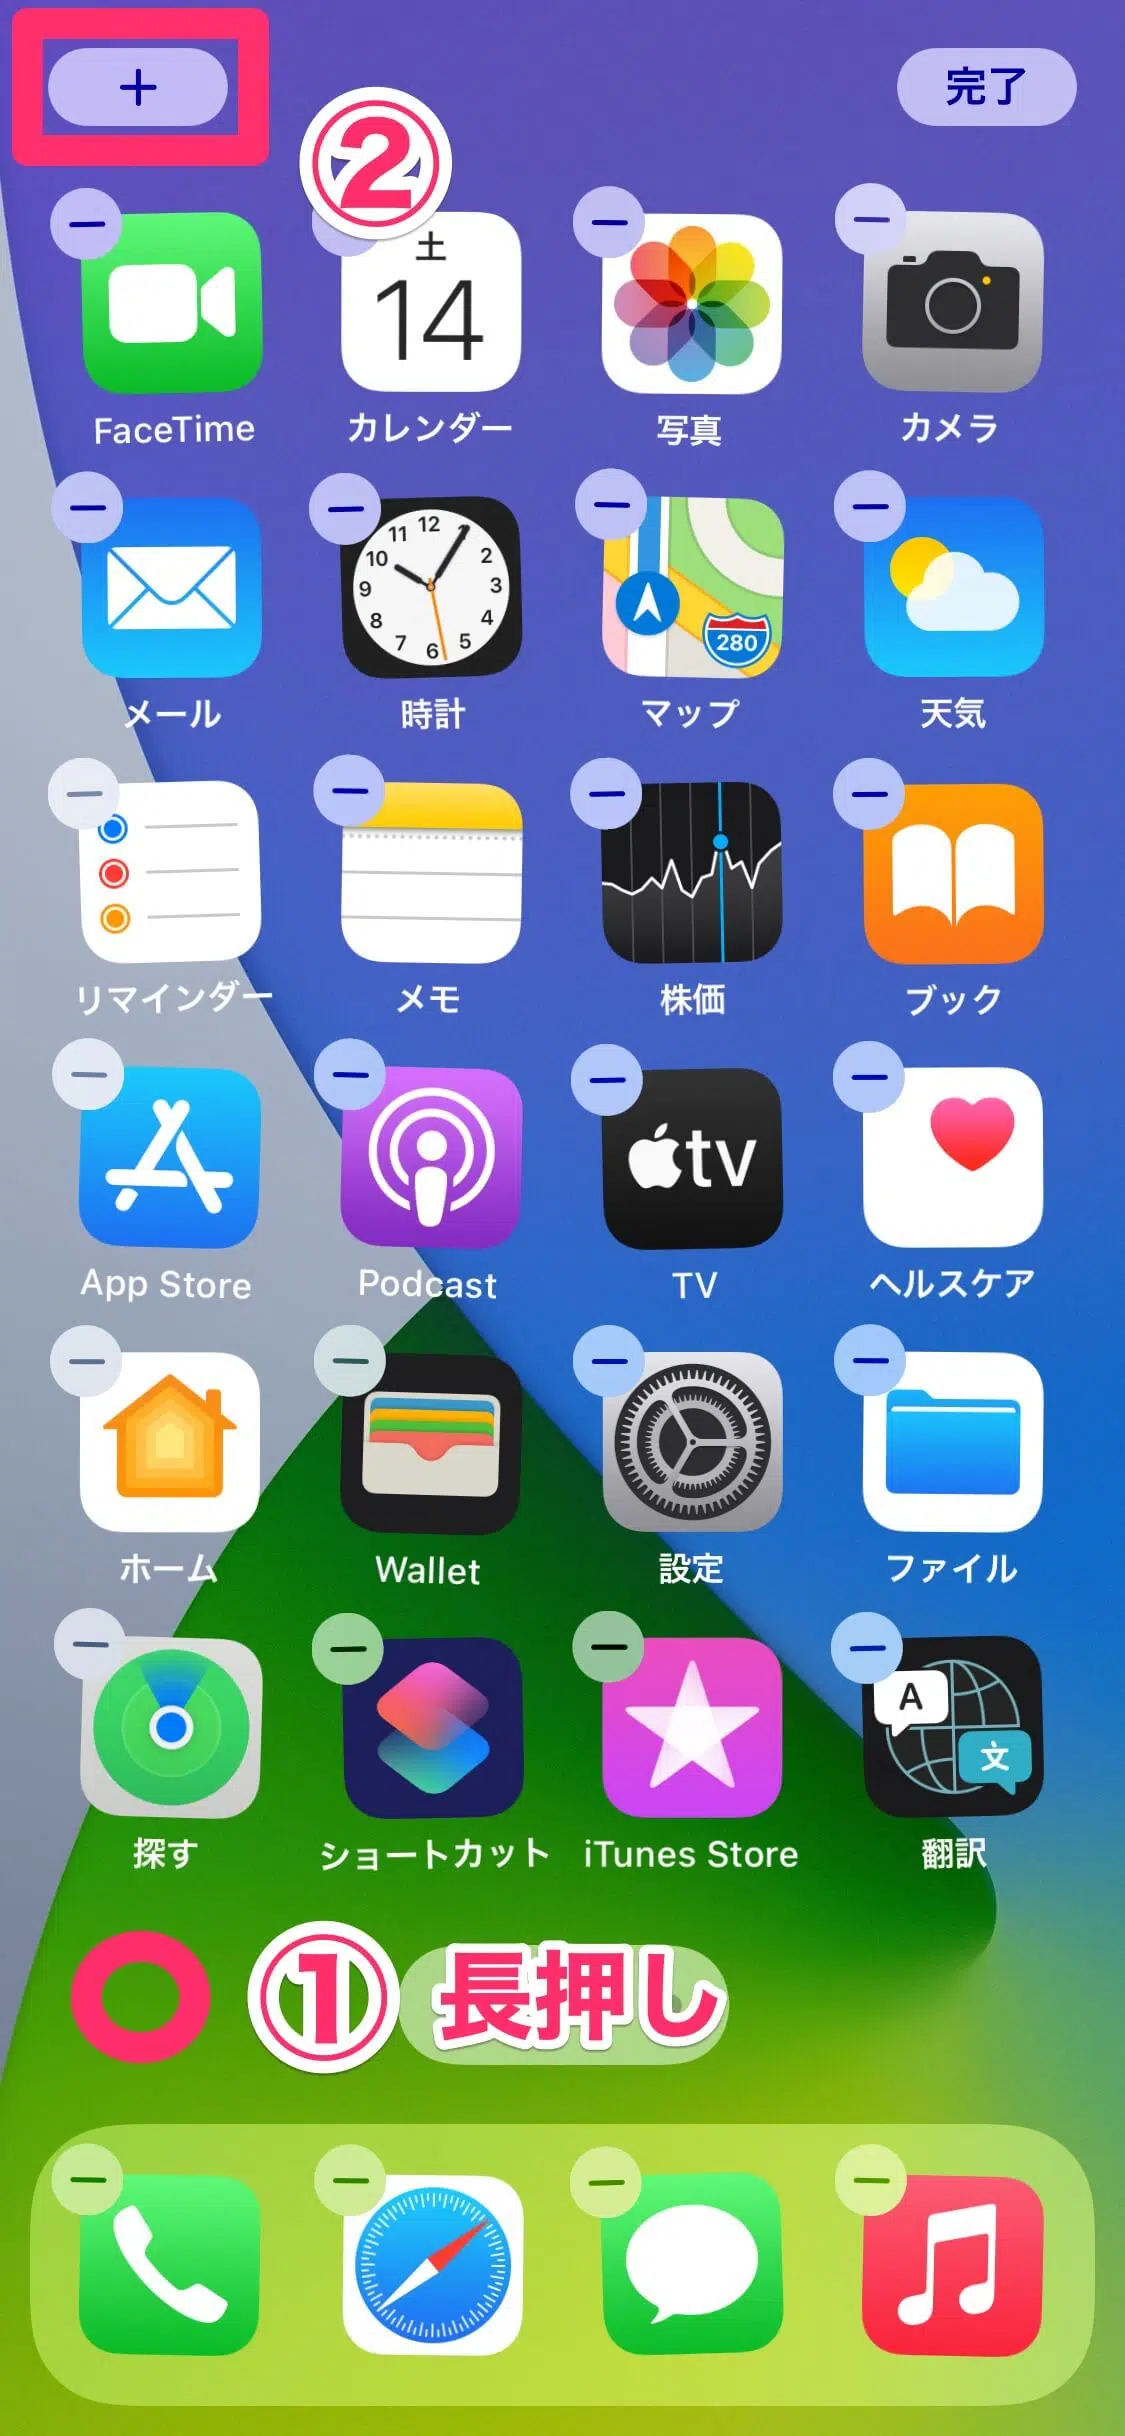 +
完了
②
土
14
FaceTime
カレンダー
写真
カメラ
12
11
10
2
9
3
8
4
7
6
5
280
メール
時計
マップ
天気
リマインダー
メモ
株価
ブック
tv
App Store
Podcast
TV
ヘルスケア
ホーム
Wallet
設定
ファイル
A
文
探す
ショートカット
iTunes Store
翻訳
① 長押し